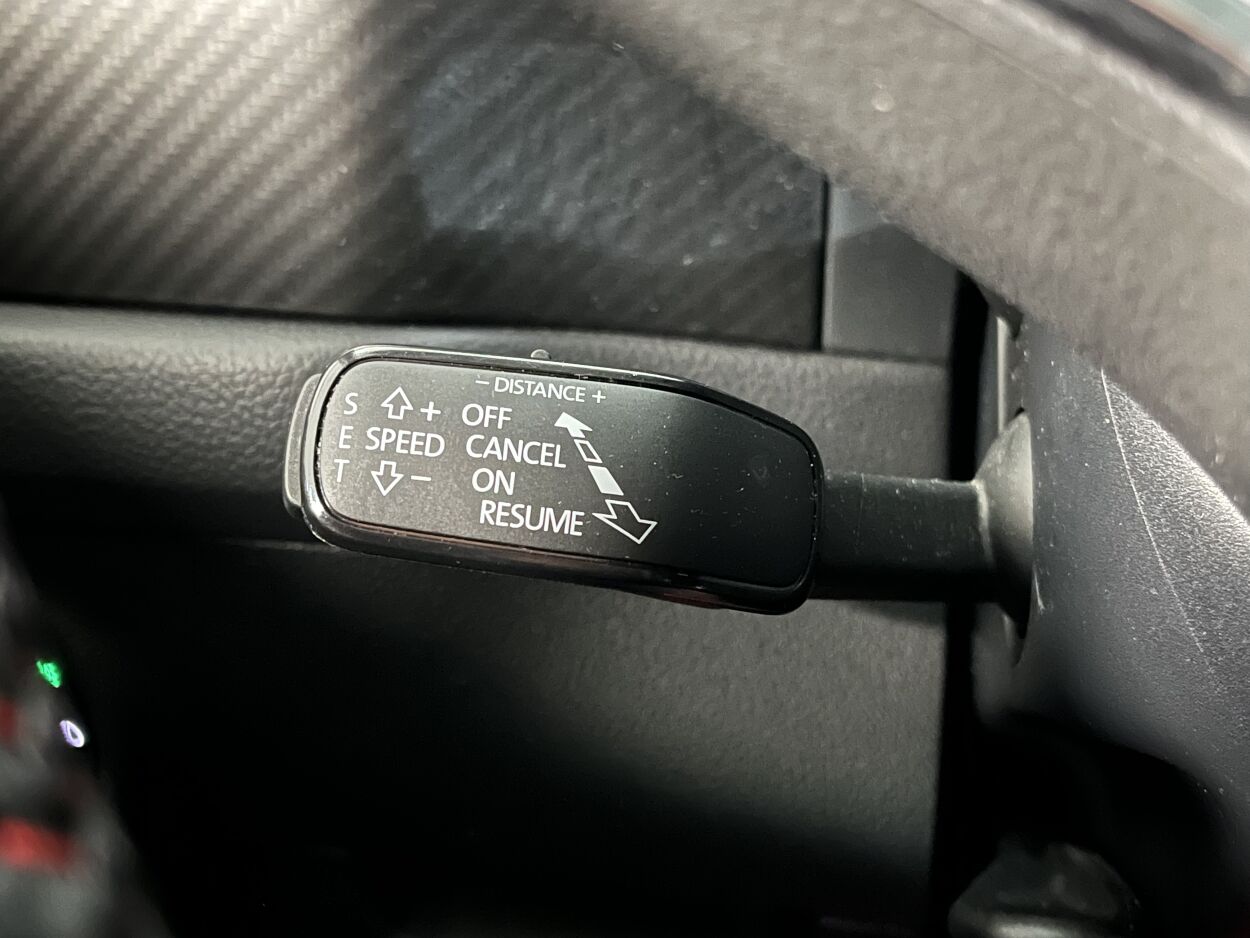 – DISTANCE +
S + OFF
E SPEED CANCEL
T – ON
RESUME